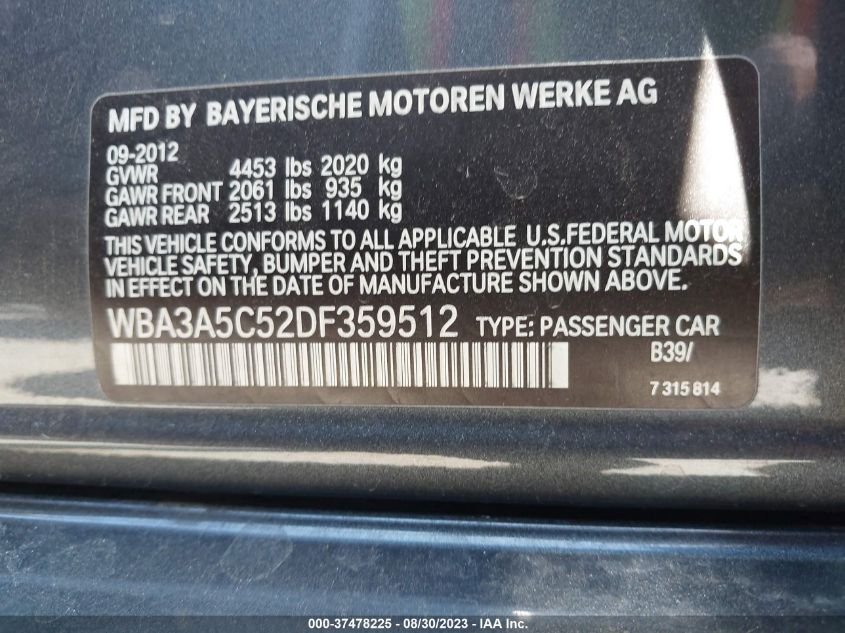 MFD BY BAYERISCHE MOTOREN WERKE AG
09-2012
GVWR 4453 lbs 2020 kg
GAWR FRONT 2061 lbs 935 kg
GAWR REAR 2513 lbs 1140 kg
THIS VEHICLE CONFORMS TO ALL APPLICABLE U.S.FEDERAL MOTOR
VEHICLE SAFETY, BUMPER AND THEFT PREVENTION STANDARDS
IN EFFECT ON THE DATE OF MANUFACTURE SHOWN ABOVE.
WBA3A5C52DF359512 TYPE: PASSENGER CAR
B39/
7 315 814
000-37478225 - 08/30/2023 - IAA Inc.